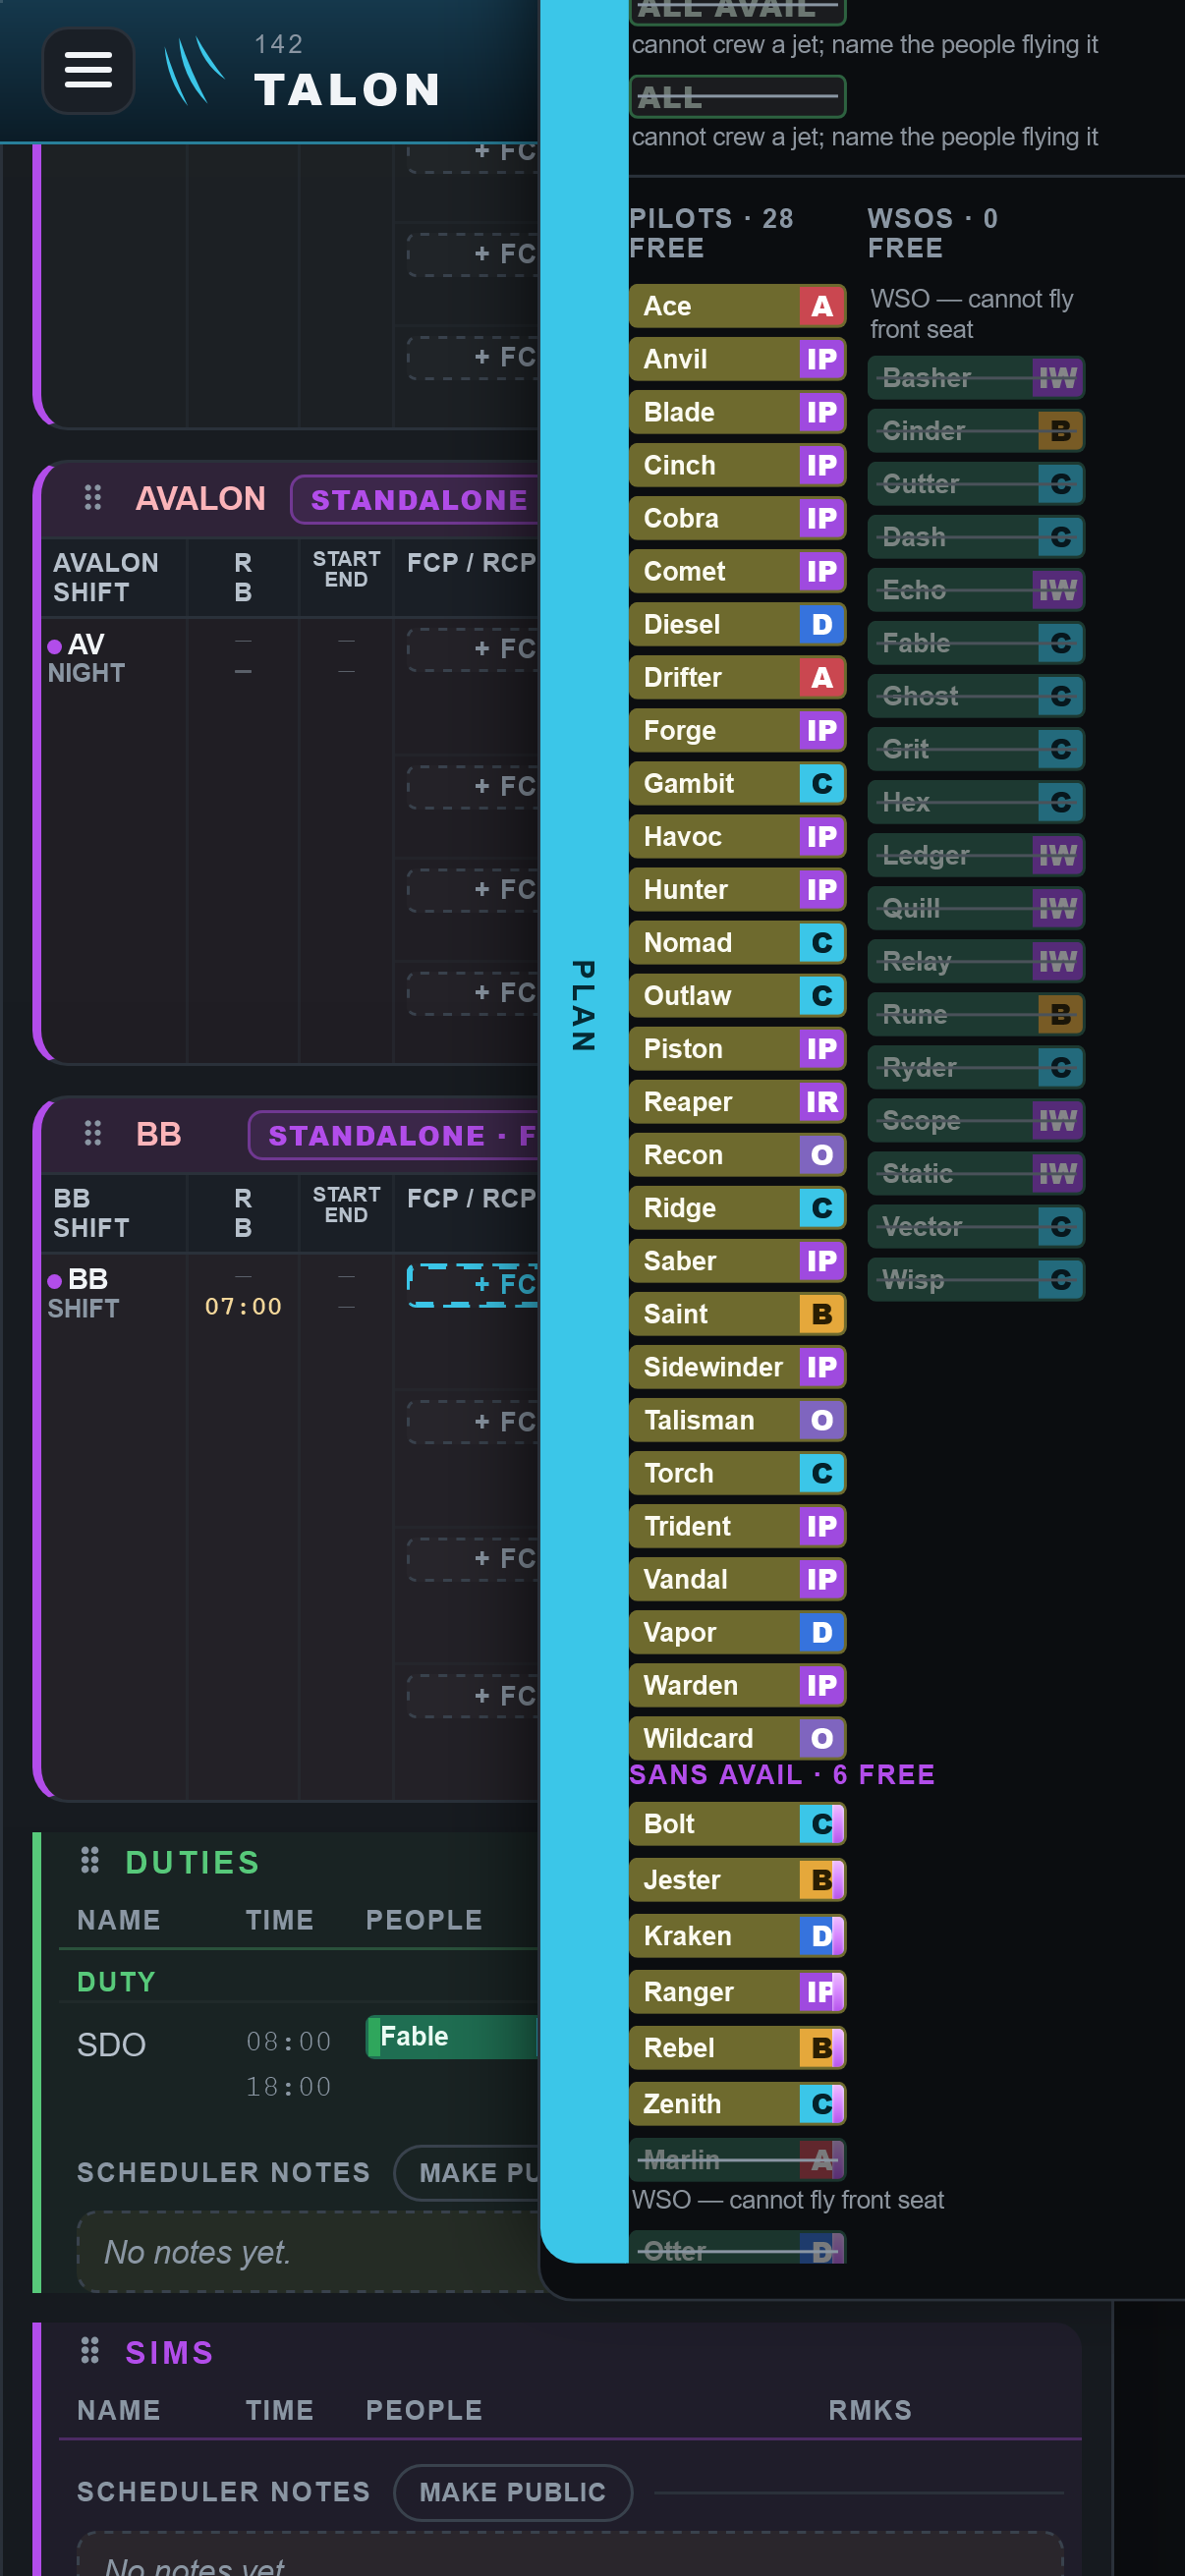 142
TALON
+ FC
+ FC
+ FC
AVALON
STANDALONE
AVALON
SHIFT
R
B
START
END
FCP / RCP
AV
NIGHT
—
—
—
—
+ FC
+ FC
+ FC
+ FC
BB
STANDALONE · F
BB
SHIFT
R
B
START
END
FCP / RCP
BB
SHIFT
—
07:00
—
—
+ FC
+ FC
+ FC
+ FC
DUTIES
NAME TIME PEOPLE
DUTY
SDO
08:00
18:00
Fable
SCHEDULER NOTES MAKE PU
No notes yet.
SIMS
NAME TIME PEOPLE RMKS
SCHEDULER NOTES MAKE PUBLIC
No notes yet
PLAN
ALL AVAIL
cannot crew a jet; name the people flying it
ALL
cannot crew a jet; name the people flying it
PILOTS · 28
FREE
Ace A
Anvil IP
Blade IP
Cinch IP
Cobra IP
Comet IP
Diesel D
Drifter A
Forge IP
Gambit C
Havoc IP
Hunter IP
Nomad C
Outlaw C
Piston IP
Reaper IR
Recon O
Ridge C
Saber IP
Saint B
Sidewinder IP
Talisman O
Torch C
Trident IP
Vandal IP
Vapor D
Warden IP
Wildcard O
WSOS · 0
FREE
WSO — cannot fly
front seat
Basher IW
Cinder B
Cutter C
Dash C
Echo IW
Fable C
Ghost C
Grit C
Hex C
Ledger IW
Quill IW
Relay IW
Rune B
Ryder C
Scope IW
Static IW
Vector C
Wisp C
SANS AVAIL · 6 FREE
Bolt C
Jester B
Kraken D
Ranger IP
Rebel B
Zenith C
Marlin A
WSO — cannot fly front seat
Otter D